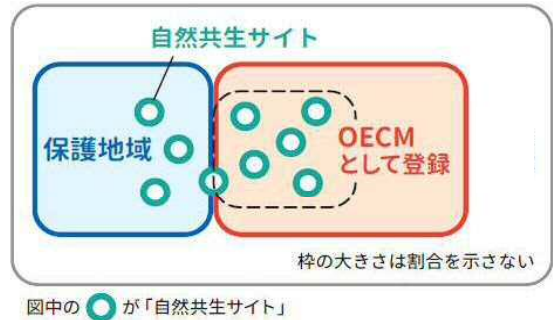 自然共生サイト
保護地域
OECM
として登録
枠の大きさは割合を示さない
図中の が「自然共生サイト」